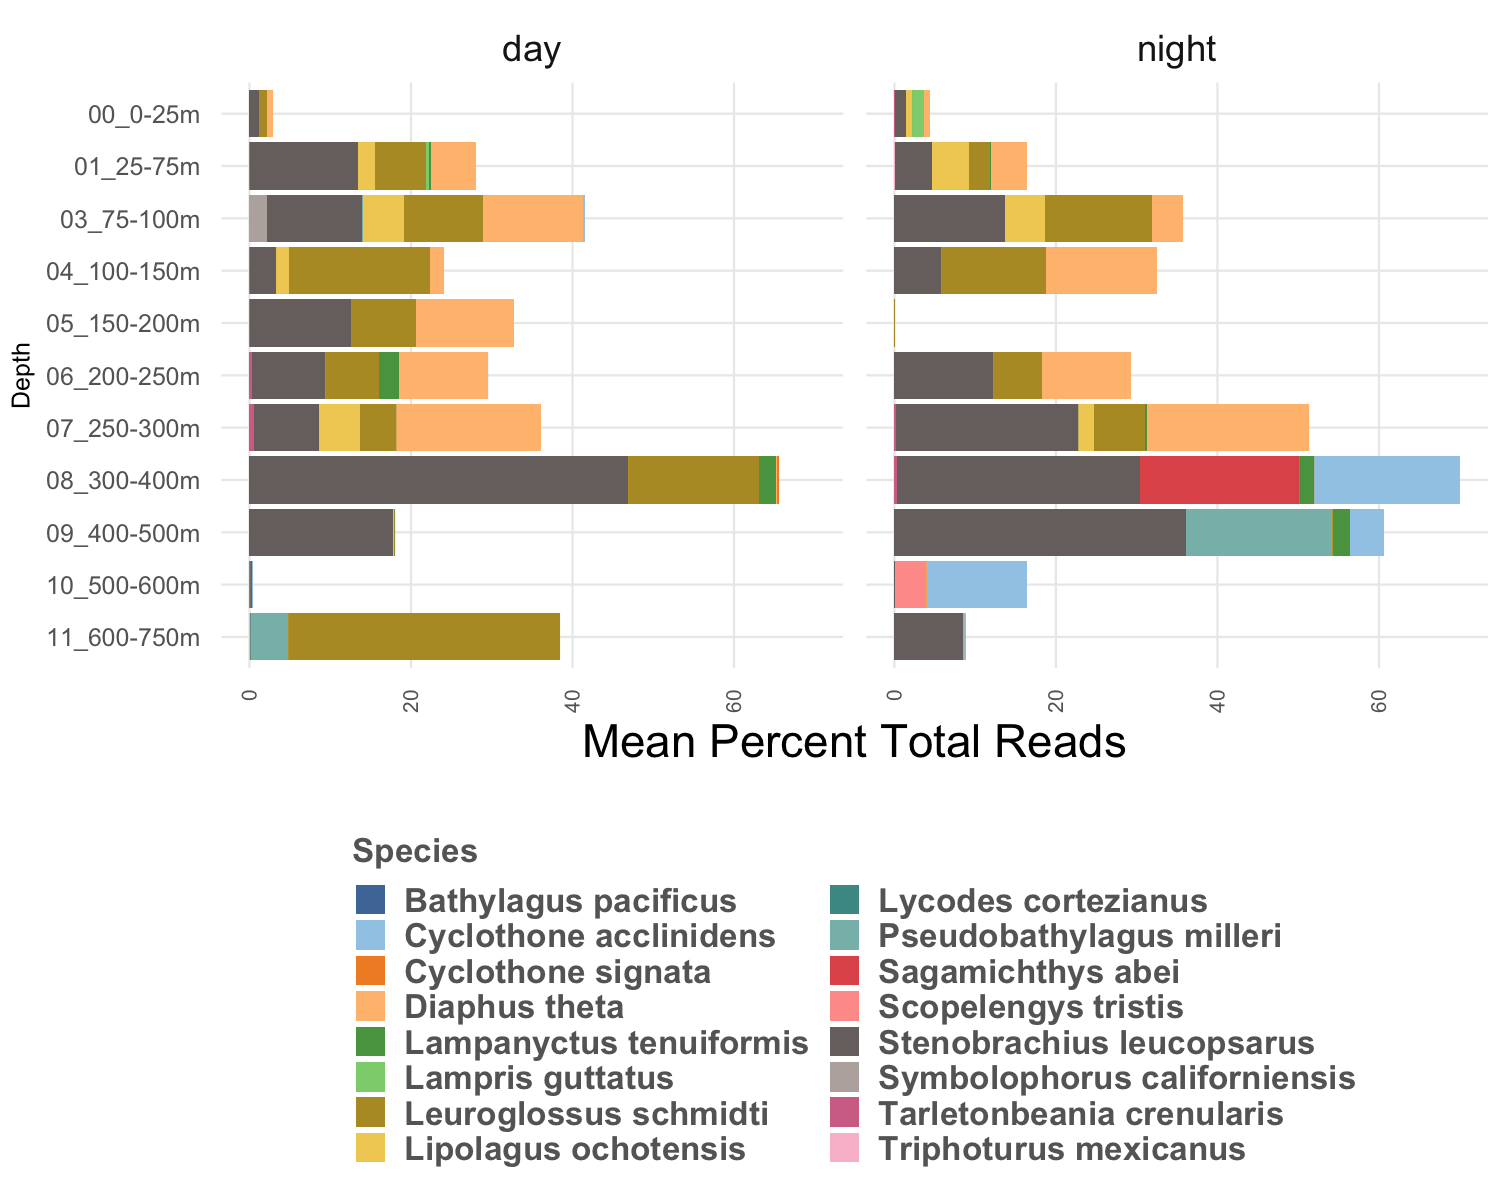 day
night
00_0-25m
01_25-75m
03_75-100m
04_100-150m
05_150-200m
06_200-250m
07_250-300m
08_300-400m
09_400-500m
10_500-600m
11_600-750m
Depth
0 20 40 60
0 20 40 60
Mean Percent Total Reads
Species
Bathylagus pacificus
Cyclothone acclinidens
Cyclothone signata
Diaphus theta
Lampanyctus tenuiformis
Lampris guttatus
Leuroglossus schmidti
Lipolagus ochotensis
Lycodes cortezianus
Pseudobathylagus milleri
Sagamichthys abei
Scopelengys tristis
Stenobrachius leucopsarus
Symbolophorus californiensis
Tarletonbeania crenularis
Triphoturus mexicanus